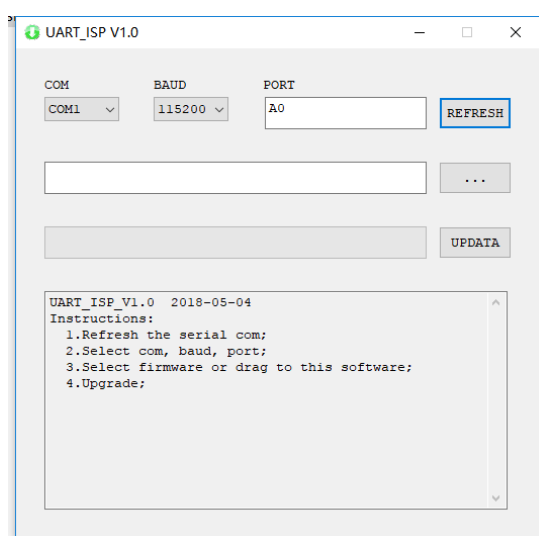 UART_ISP V1.0
COM BAUD PORT
COM1 115200 A0 REFRESH
...
UPDATA
UART_ISP_V1.0 2018-05-04
Instructions:
1.Refresh the serial com;
2.Select com, baud, port;
3.Select firmware or drag to this software;
4.Upgrade;